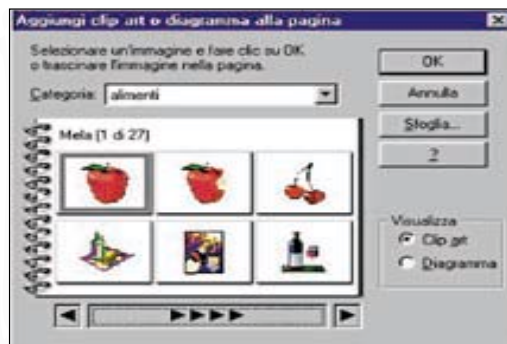 Aggiungi clip art o diagramma alla pagina
Selezionare un'immagine e fare clic su OK
o trascinare l'immagine nella pagina.
Categoria: alimenti
Mela (1 di 27)
OK
Annulla
Sfoglia...
?
Visualizza
Clip art
Diagramma